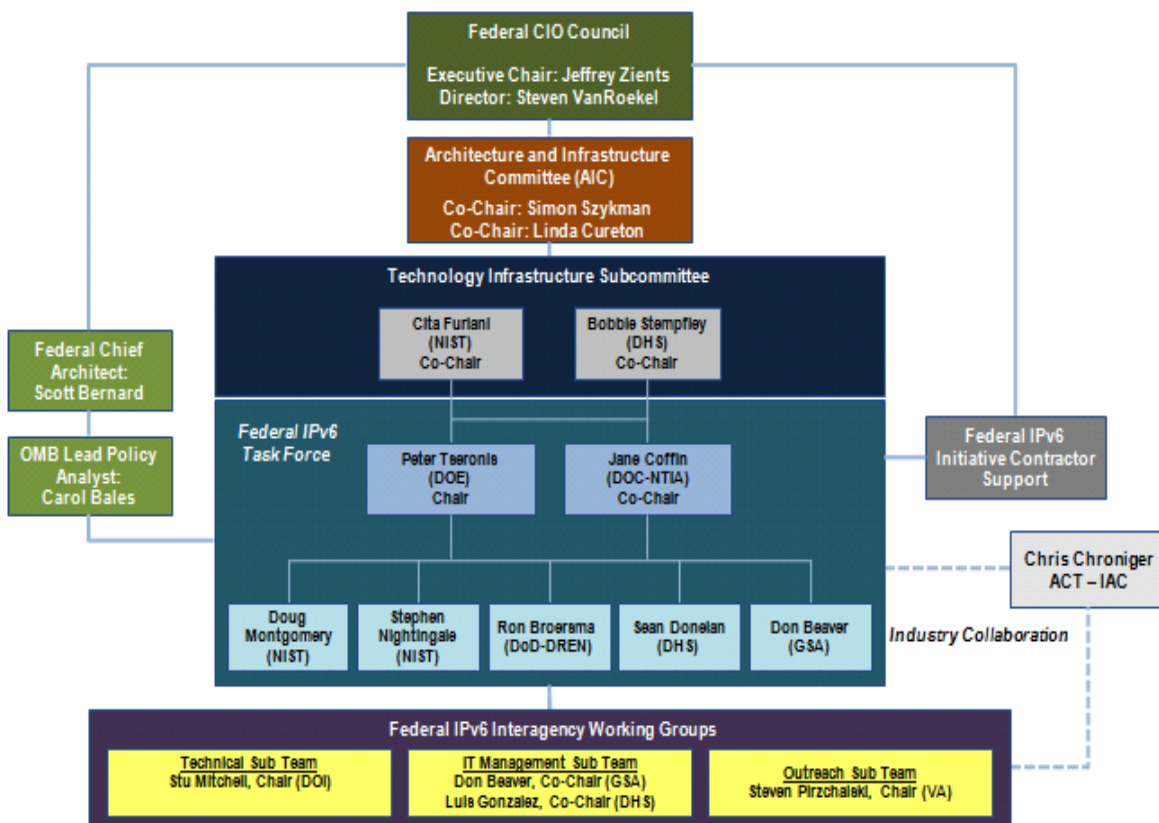 Federal CIO Council
Executive Chair: Jeffrey Zients
Director: Steven VanRoekel
Architecture and Infrastructure
Committee (AIC)
Co-Chair: Simon Szykman
Co-Chair: Linda Cureton
Technology Infrastructure Subcommittee
Cita Furlani
(NIST)
Co-Chair
Bobbie Stempfley
(DHS)
Co-Chair
Federal Chief
Architect:
Scott Bernard
OMB Lead Policy
Analyst:
Carol Bales
Federal IPv6
Task Force
Peter Tseronis
(DOE)
Chair
Jane Coffin
(DOC-NTIA)
Co-Chair
Federal IPv6
Initiative Contractor
Support
Chris Chroniger
ACT – IAC
Doug
Montgomery
(NIST)
Stephen
Nightingale
(NIST)
Ron Broersma
(DoD-DREN)
Sean Donelan
(DHS)
Don Beaver
(GSA)
Industry Collaboration
Federal IPv6 Interagency Working Groups
Technical Sub Team
Stu Mitchell, Chair (DOI)
IT Management Sub Team
Don Beaver, Co-Chair (GSA)
Luis Gonzalez, Co-Chair (DHS)
Outreach Sub Team
Steven Pirzchalski, Chair (VA)